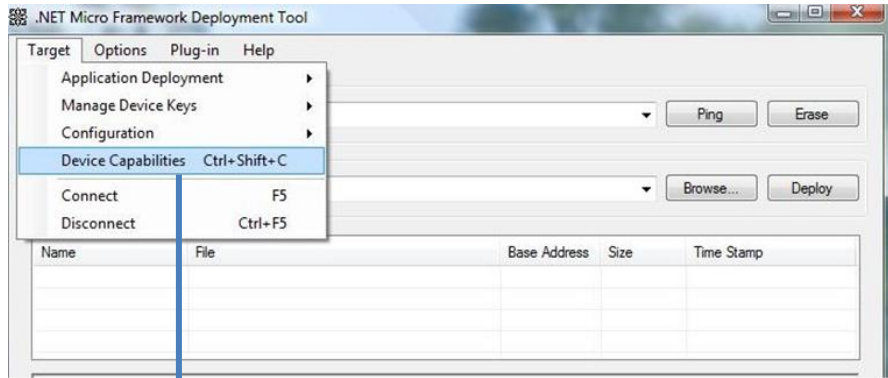 .NET Micro Framework Deployment Tool
Target Options Plug-in Help
Application Deployment
Manage Device Keys
Configuration
Device Capabilities Ctrl+Shift+C
Connect F5
Disconnect Ctrl+F5
Ping Erase
Browse... Deploy
Name File Base Address Size Time Stamp